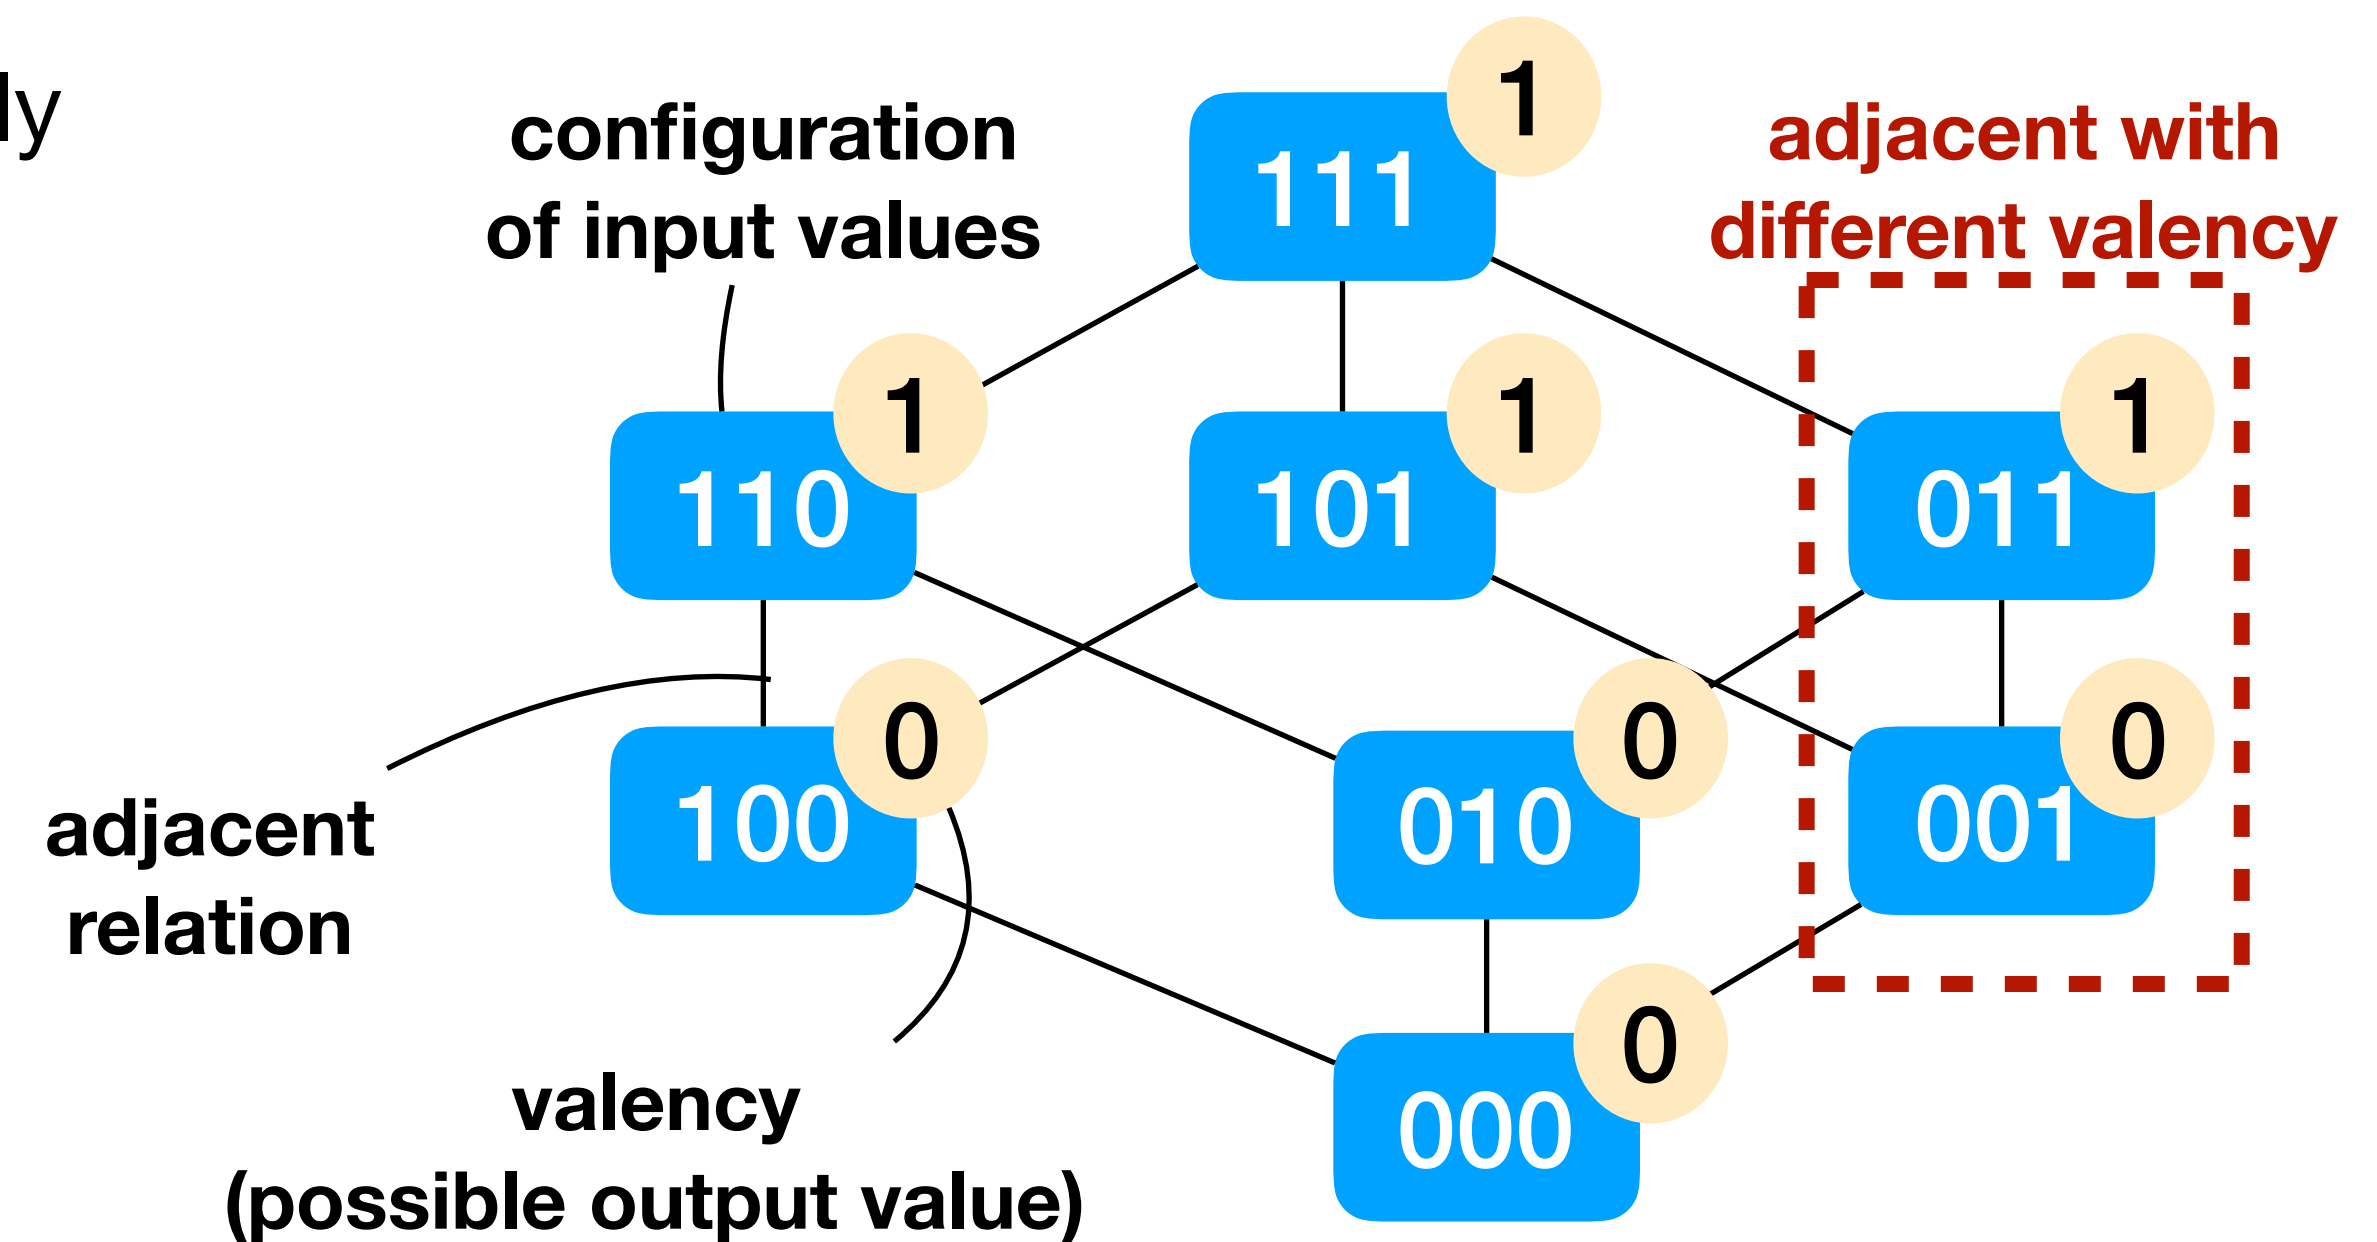 ly
configuration
of input values
111
1
adjacent with
different valency
110
1
101
1
011
1
adjacent
relation
100
0
010
0
001
0
valency
(possible output value)
000
0